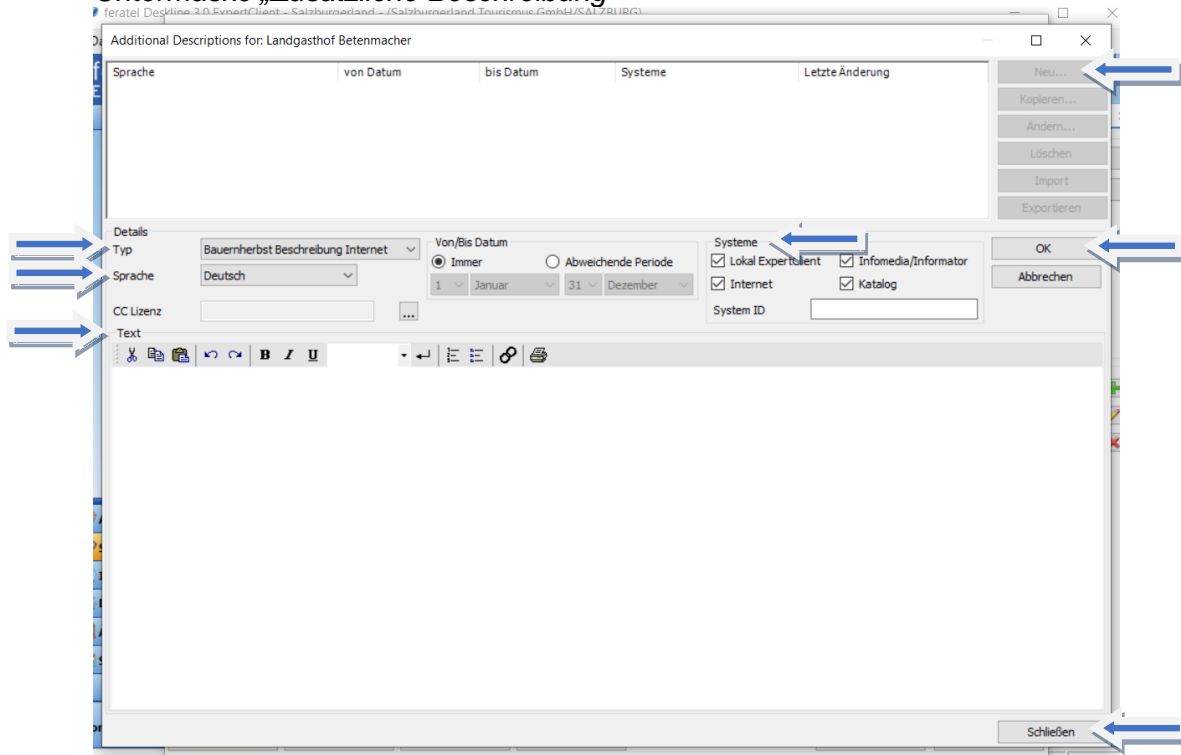 Untermaske „Zusätzliche Beschreibung“
feratel Deskline 3.0 ExpertClient - Salzburgerland - (Salzburgerland Tourismus GmbH/SALZBURG)
Additional Descriptions for: Landgasthof Betenmacher
Sprache von Datum bis Datum Systeme Letzte Änderung
Neu...
Kopieren...
Ändern...
Löschen
Import
Exportieren
Details
Typ Bauernherbst Beschreibung Internet
Sprache Deutsch
CC Lizenz ...
Von/Bis Datum
Immer Abweichende Periode
1 Januar 31 Dezember
Systeme
Lokal Expertclient Infomedia/Informator
Internet Katalog
System ID
OK
Abbrechen
Text
B I U
Schließen